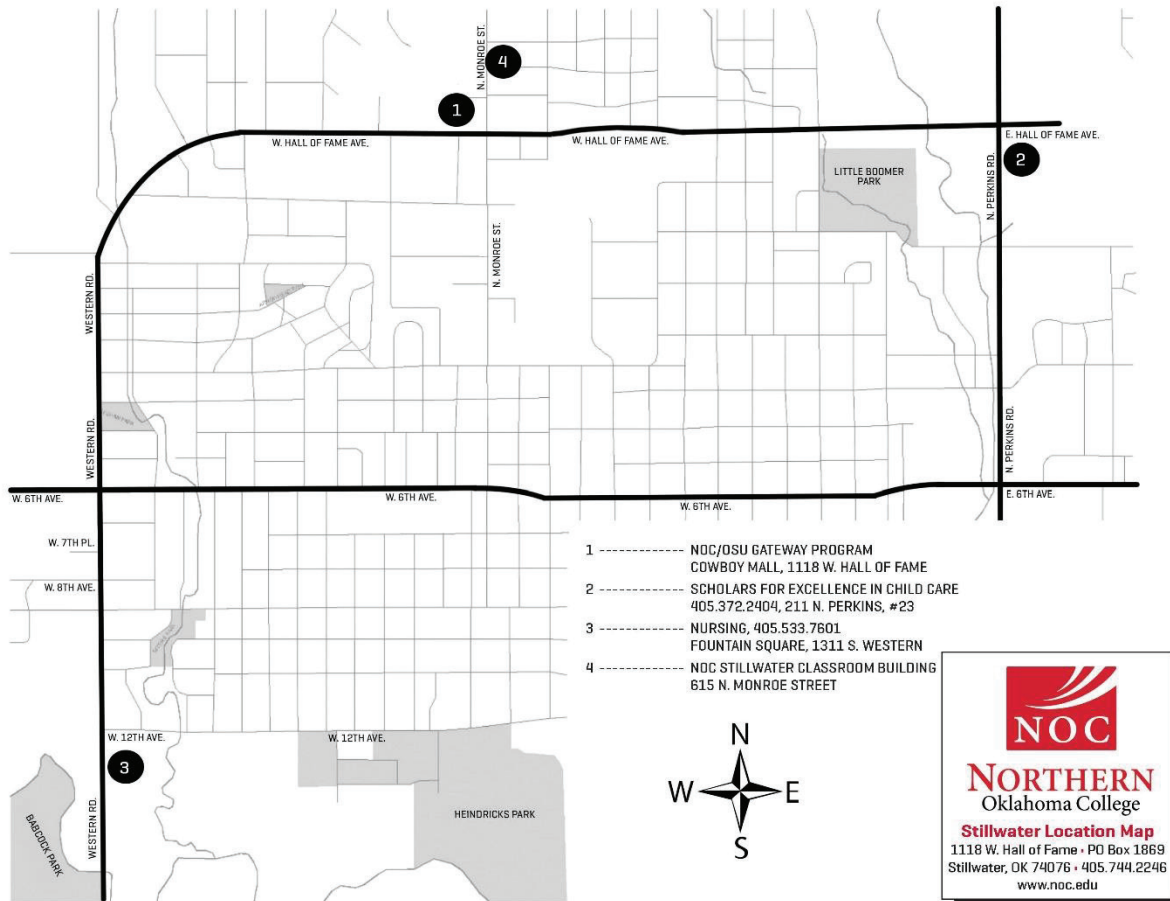 N. MONROE ST.
4
1
W. HALL OF FAME AVE.
W. HALL OF FAME AVE.
E. HALL OF FAME AVE.
2
LITTLE BOOMER
PARK
N. PERKINS RD.
N. MONROE ST.
WESTERN RD.
WESTERN RD.
N. PERKINS RD.
W. 6TH AVE.
W. 6TH AVE.
W. 6TH AVE.
E. 6TH AVE.
W. 7TH PL.
W. 8TH AVE.
W. 12TH AVE.
W. 12TH AVE.
3
WESTERN RD.
BABCOCK PARK
HEINDRICKS PARK
1 ------------ NOC/OSU GATEWAY PROGRAM
COWBOY MALL, 1118 W. HALL OF FAME
2 ------------ SCHOLARS FOR EXCELLENCE IN CHILD CARE
405.372.2404, 211 N. PERKINS, #23
3 ------------ NURSING, 405.533.7601
FOUNTAIN SQUARE, 1311 S. WESTERN
4 ------------ NOC STILLWATER CLASSROOM BUILDING
615 N. MONROE STREET
N
W E
S
NOC
NORTHERN
Oklahoma College
Stillwater Location Map
1118 W. Hall of Fame • PO Box 1869
Stillwater, OK 74076 • 405.744.2246
www.noc.edu